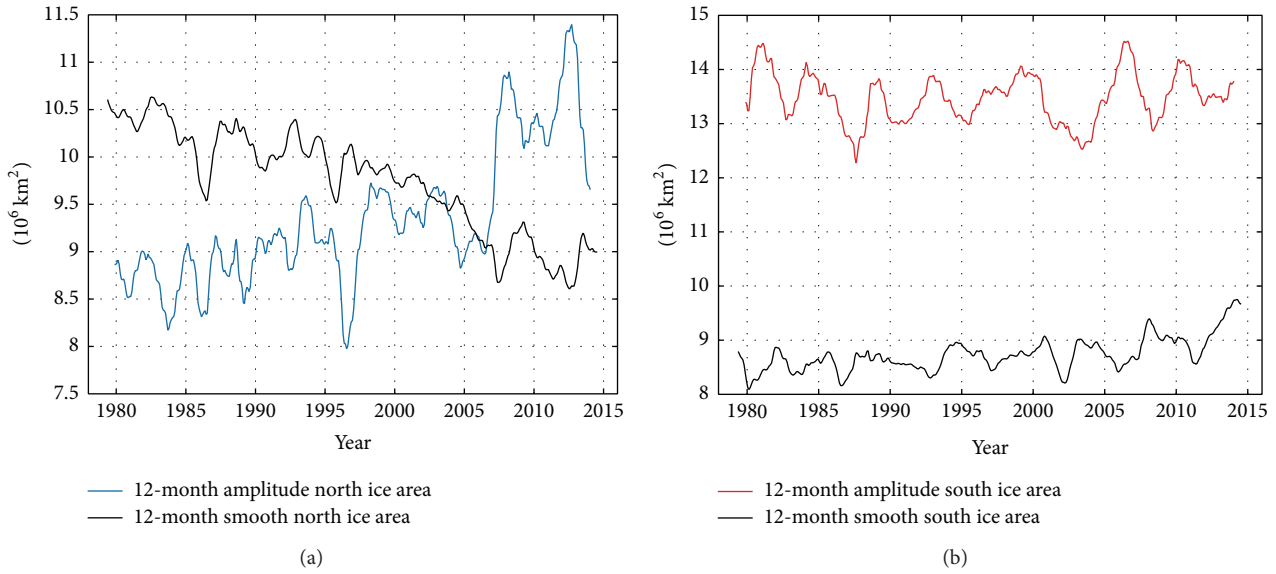 11.5
11
10.5
10
9.5
9
8.5
8
7.5
(10⁶ km²)
1980 1985 1990 1995 2000 2005 2010 2015
Year
12-month amplitude north ice area
12-month smooth north ice area
(a)
15
14
13
12
11
10
9
8
(10⁶ km²)
1980 1985 1990 1995 2000 2005 2010 2015
Year
12-month amplitude south ice area
12-month smooth south ice area
(b)